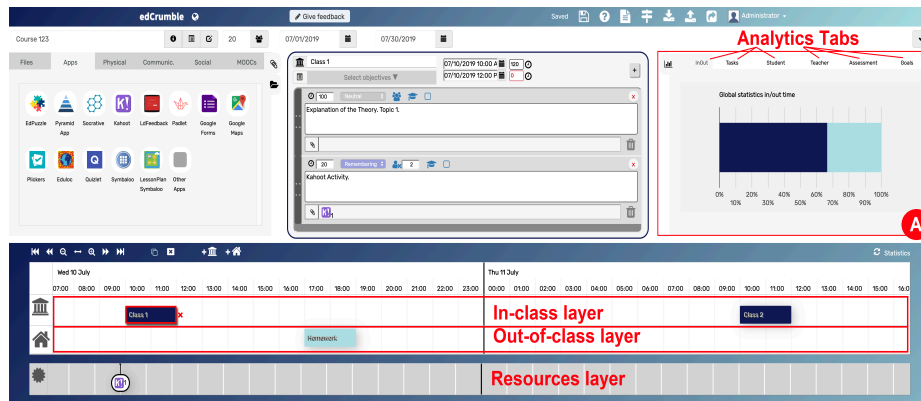 edCrumble
Give feedback
Saved
Administrator
Course 123
20
07/01/2019
07/30/2019
Analytics Tabs
Files Apps Physical Communic. Social MOOCs
Class 1
07/10/2019 10:00 A
120
Select objectives
07/10/2019 12:00 P
0
+
InOut Tasks Student Teacher Assessment Goals
100 Neutral
x
Explanation of the Theory. Topic 1.
Global statistics in/out time
EdPuzzle Pyramid App Socrative Kahoot LdFeedback Padlet Google Forms Google Maps
20 Remembering 2
x
Kahoot Activity.
K! 1
Plickers Eduloc Quizlet Symbaloo LessonPlan Symbaloo Other Apps
0% 20% 40% 60% 80% 100%
10% 30% 50% 70% 90%
A
Statistics
Wed 10 July Thu 11 July
07:00 08:00 09:00 10:00 11:00 12:00 13:00 14:00 15:00 16:00 17:00 18:00 19:00 20:00 21:00 22:00 23:00 00:00 01:00 02:00 03:00 04:00 05:00 06:00 07:00 08:00 09:00 10:00 11:00 12:00 13:00 14:00 15:00 16:0
Class 1 x In-class layer Class 2
Homework Out-of-class layer
K! 1 Resources layer